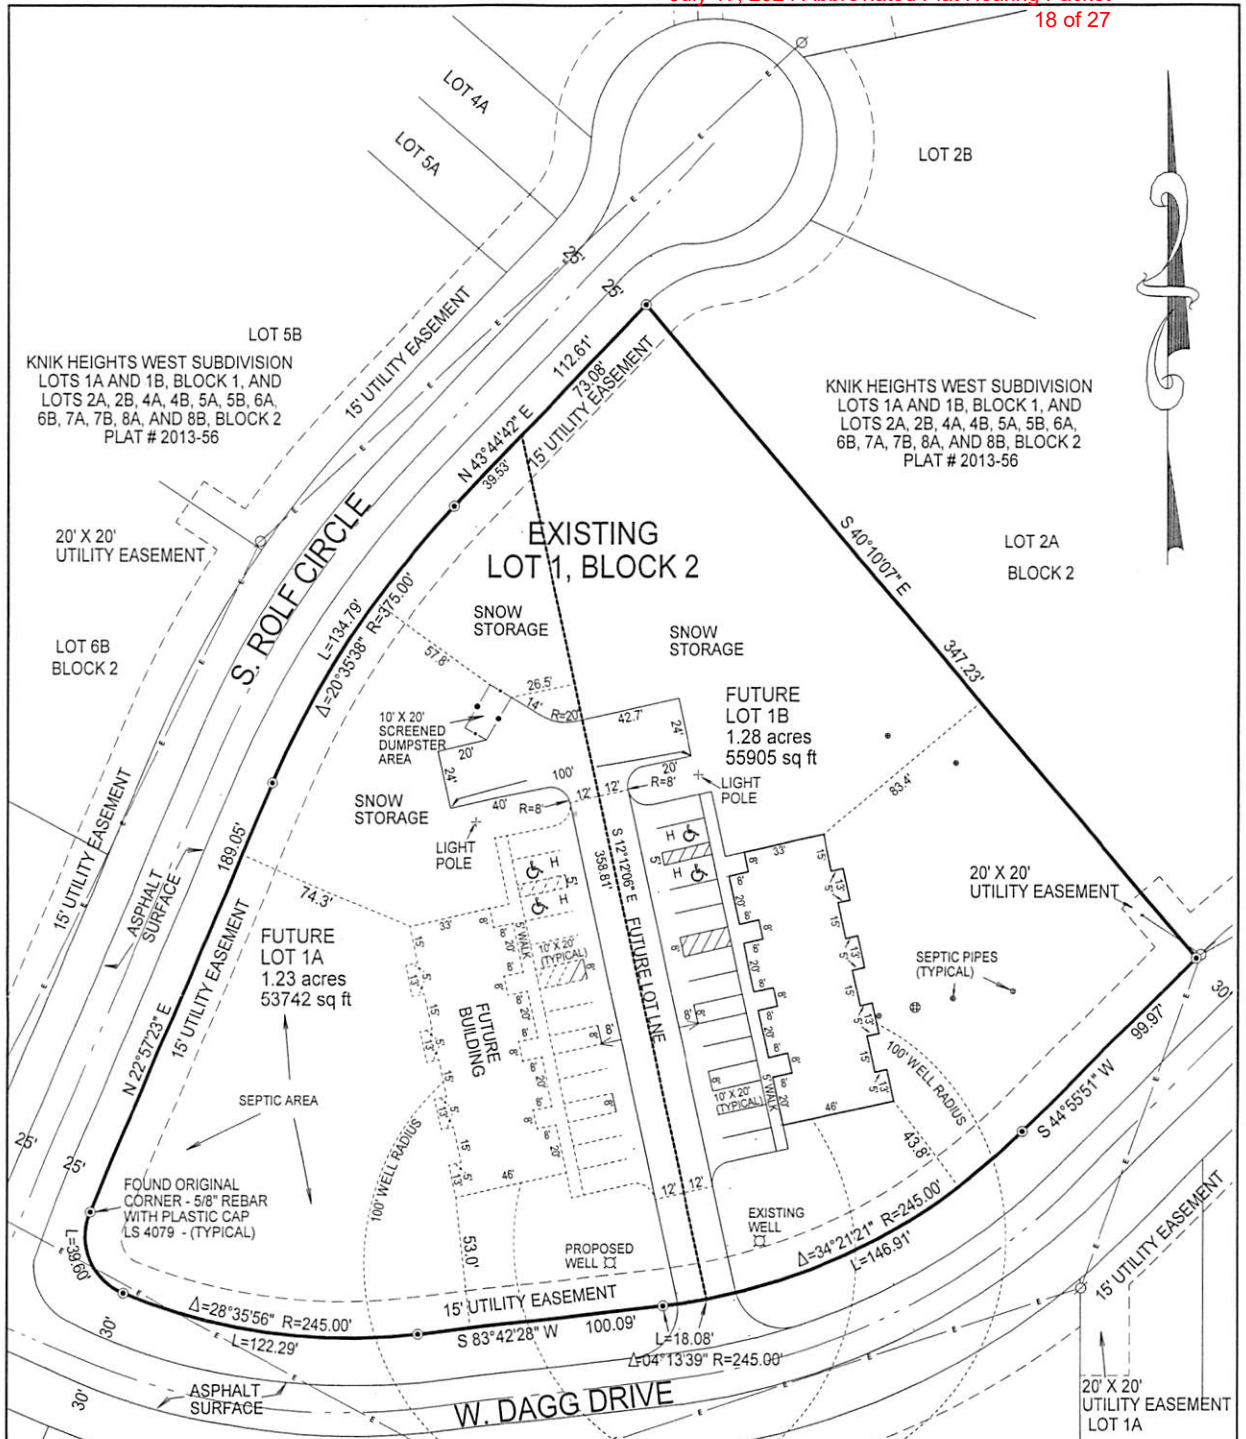 18 of 27
LOT 4A
LOT 5A
LOT 2B
25'
25'
LOT 5B
KNIK HEIGHTS WEST SUBDIVISION
LOTS 1A AND 1B, BLOCK 1, AND
LOTS 2A, 2B, 4A, 4B, 5A, 5B, 6A,
6B, 7A, 7B, 8A, AND 8B, BLOCK 2
PLAT # 2013-56
15' UTILITY EASEMENT
112.61'
73.08'
N 43°44'42" E
39.53'
15' UTILITY EASEMENT
KNIK HEIGHTS WEST SUBDIVISION
LOTS 1A AND 1B, BLOCK 1, AND
LOTS 2A, 2B, 4A, 4B, 5A, 5B, 6A,
6B, 7A, 7B, 8A, AND 8B, BLOCK 2
PLAT # 2013-56
20' X 20'
UTILITY EASEMENT
S. ROLF CIRCLE
EXISTING
LOT 1, BLOCK 2
S 40°10'07" E
347.23'
LOT 2A
BLOCK 2
LOT 6B
BLOCK 2
L=134.79'
Δ=20°35'38" R=375.00'
SNOW
STORAGE
SNOW
STORAGE
57.8'
26.5'
14'
R=20'
42.7'
24'
10' X 20'
SCREENED
DUMPSTER
AREA
20'
24'
100'
40'
FUTURE
LOT 1B
1.28 acres
55905 sq ft
20'
R=8'
12' 12'
R=8'
LIGHT
POLE
SNOW
STORAGE
LIGHT
POLE
83.4'
15' UTILITY EASEMENT
ASPHALT
SURFACE
189.05'
N 22°57'23" E
15' UTILITY EASEMENT
74.3'
S 12°12'06" E
358.81'
FUTURE LOT LNE
H
H
H
H
5'
5'
33'
33'
20' X 20'
UTILITY EASEMENT
SEPTIC PIPES
(TYPICAL)
30'
FUTURE
LOT 1A
1.23 acres
53742 sq ft
FUTURE
BUILDING
5' WALK
10' X 20'
(TYPICAL)
SEPTIC AREA
100' WELL RADIUS
10' X 20'
(TYPICAL)
5' WALK
100' WELL RADIUS
99.97'
S 44°55'51" W
25'
25'
46'
46'
43.8'
FOUND ORIGINAL
CORNER - 5/8" REBAR
WITH PLASTIC CAP
LS 4079 - (TYPICAL)
L=39.60'
53.0'
12' 12'
PROPOSED
WELL
EXISTING
WELL
Δ=34°21'21" R=245.00'
L=146.91'
15' UTILITY EASEMENT
30'
Δ=28°35'56" R=245.00'
L=122.29'
15' UTILITY EASEMENT
S 83°42'28" W 100.09'
L=18.08'
Δ=04°13'39" R=245.00'
30'
ASPHALT
SURFACE
W. DAGG DRIVE
20' X 20'
UTILITY EASEMENT
LOT 1A